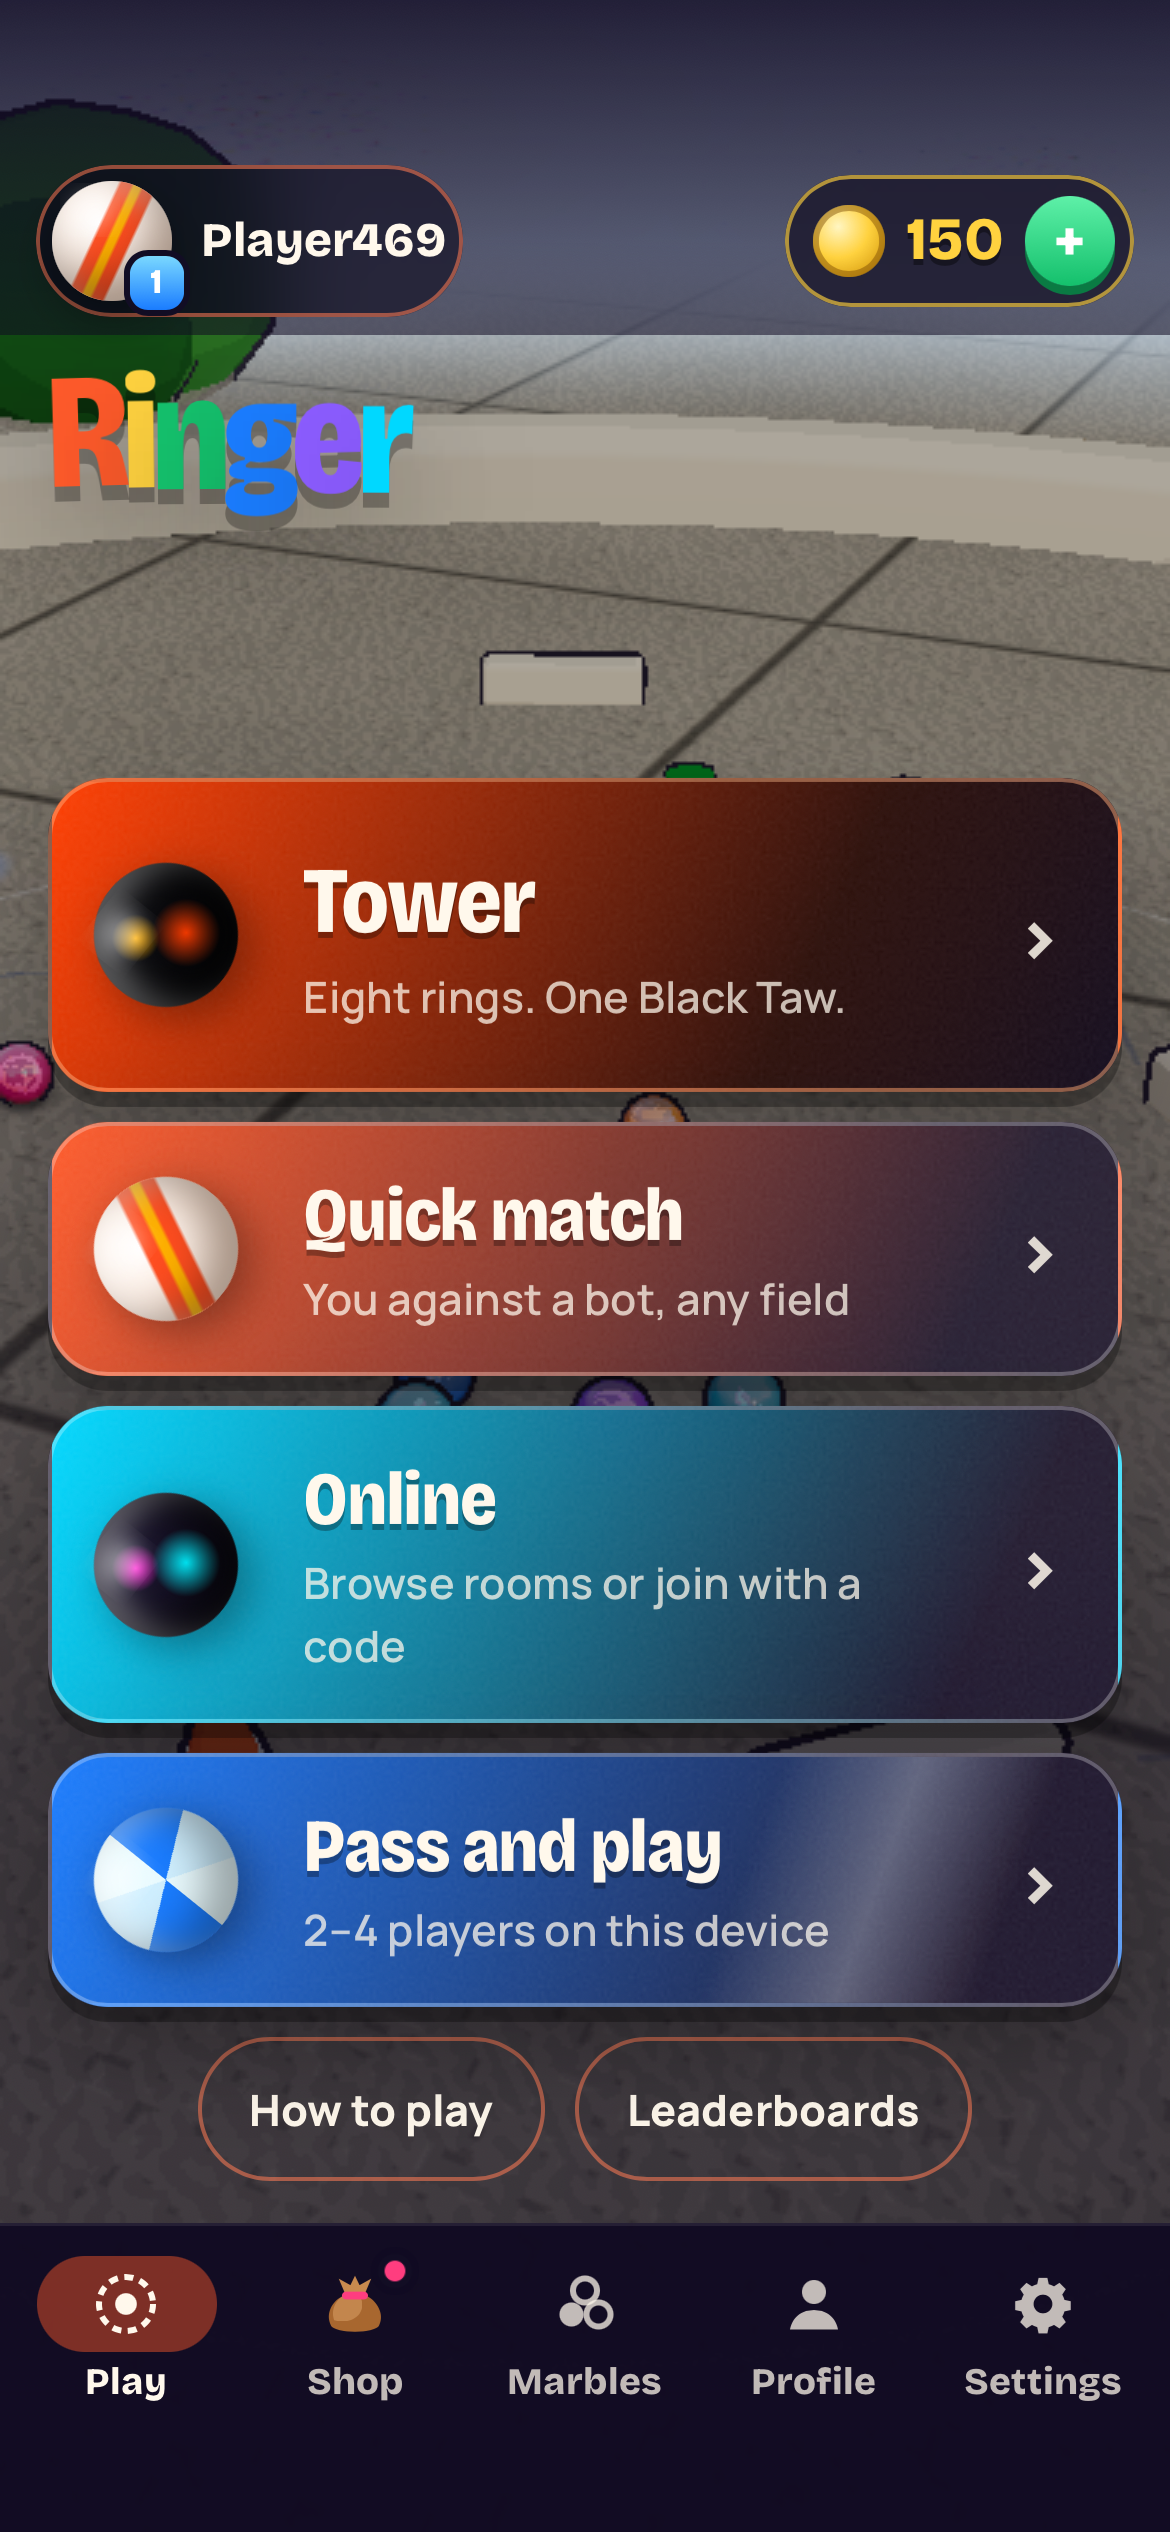 Player469
1
150
Ringer
Tower
Eight rings. One Black Taw.
Quick match
You against a bot, any field
Online
Browse rooms or join with a
code
Pass and play
2–4 players on this device
How to play
Leaderboards
Play
Shop
Marbles
Profile
Settings